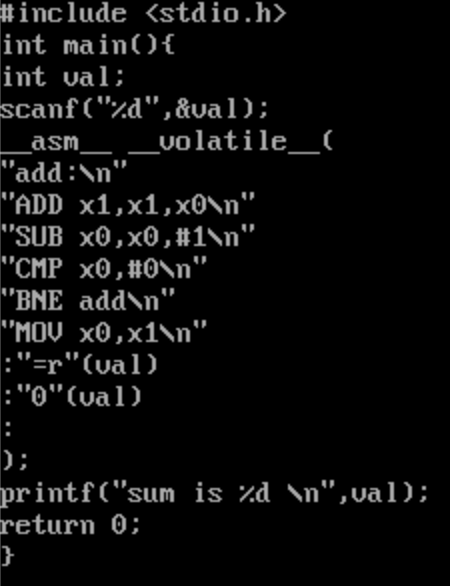 #include <stdio.h>
int main(){
int val;
scanf("%d",&val);
__asm__ __volatile__(
"add:\n"
"ADD x1,x1,x0\n"
"SUB x0,x0,#1\n"
"CMP x0,#0\n"
"BNE add\n"
"MOV x0,x1\n"
:"=r"(val)
:"0"(val)
:
);
printf("sum is %d \n",val);
return 0;
}